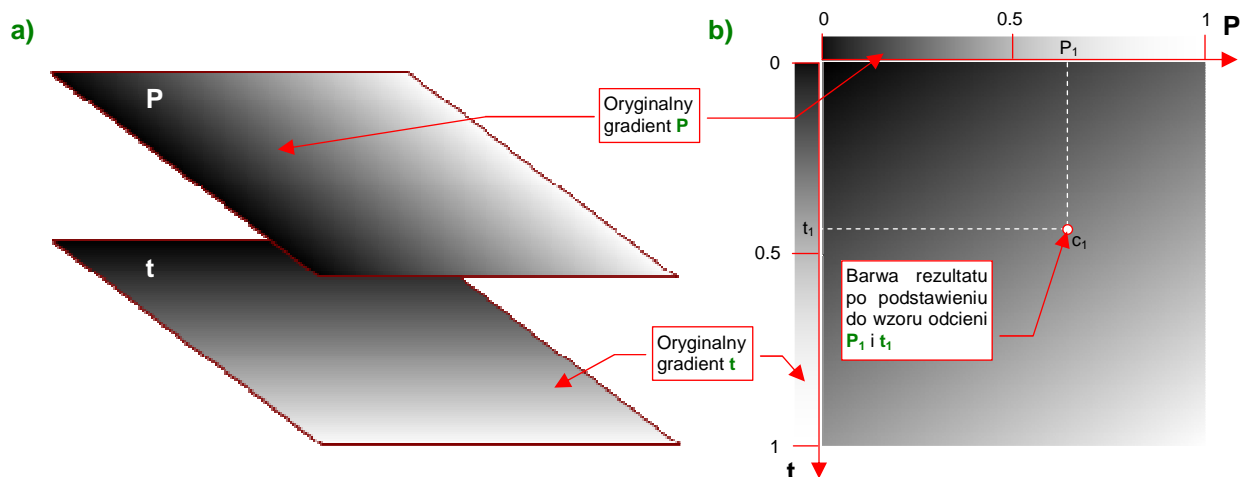 a)
P
t
Oryginalny
gradient P
Oryginalny
gradient t
b)
0 0.5 1 P
P1
0
t1
0.5
1
t
c1
Barwa rezultatu
po podstawieniu
do wzoru odcieni
P1 i t1